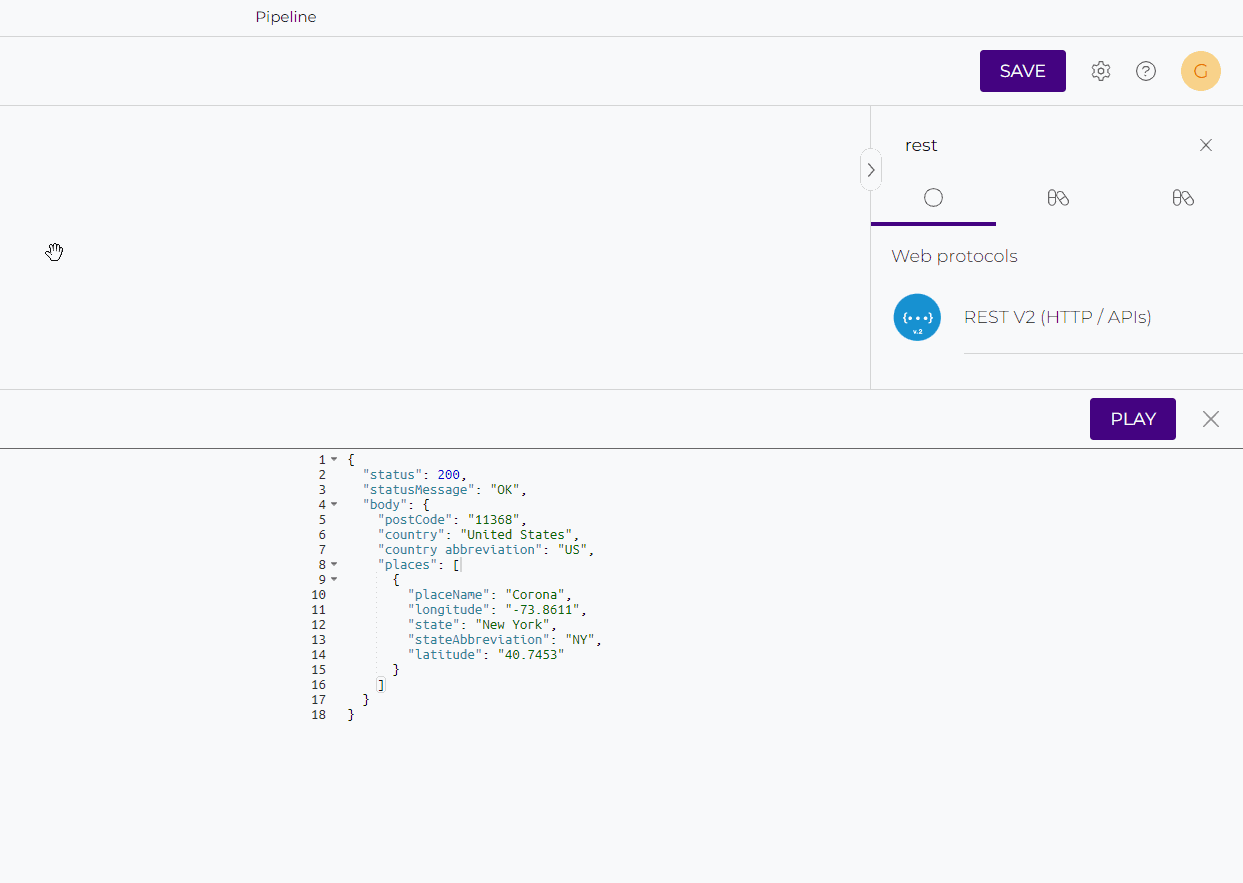 Pipeline
SAVE
?
G
rest
Web protocols
{•••}
v.2
REST V2 (HTTP / APIs)
PLAY
1 {
2 "status": 200,
3 "statusMessage": "OK",
4 "body": {
5 "postCode": "11368",
6 "country": "United States",
7 "country abbreviation": "US",
8 "places": [
9 {
10 "placeName": "Corona",
11 "longitude": "-73.8611",
12 "state": "New York",
13 "stateAbbreviation": "NY",
14 "latitude": "40.7453"
15 }
16 ]
17 }
18 }